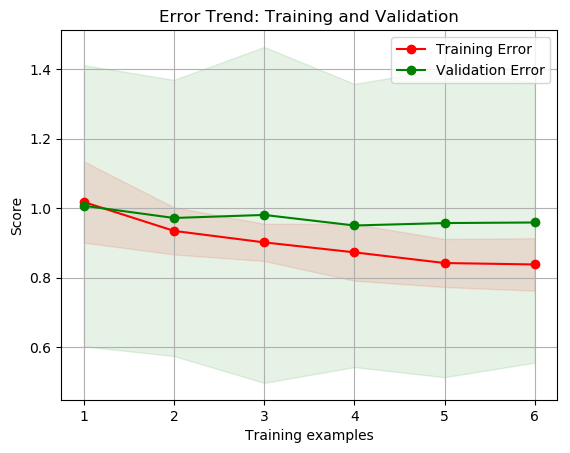 Error Trend: Training and Validation
Training Error
Validation Error
Score
1.4
1.2
1.0
0.8
0.6
1 2 3 4 5 6
Training examples